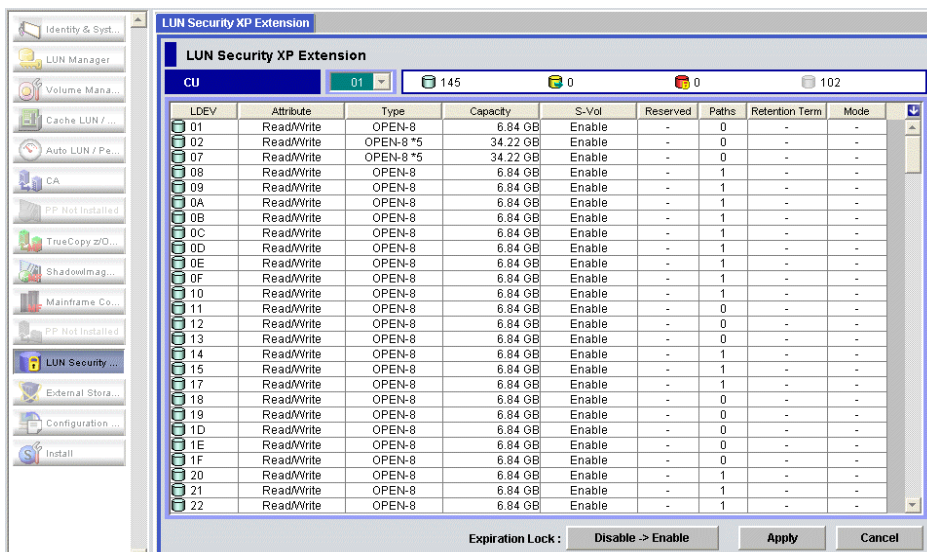 Identity & Syst...
LUN Manager
Volume Mana...
Cache LUN / ...
Auto LUN / Pe...
CA
PP Not Installed
TrueCopy z/O...
ShadowImag...
Mainframe Co...
PP Not Installed
LUN Security ...
External Stora...
Configuration ...
Install
LUN Security XP Extension
LUN Security XP Extension
CU 01 145 0 0 102
LDEV Attribute Type Capacity S-Vol Reserved Paths Retention Term Mode
01 Read/Write OPEN-8 6.84 GB Enable - 0 - -
02 Read/Write OPEN-8 *5 34.22 GB Enable - 0 - -
07 Read/Write OPEN-8 *5 34.22 GB Enable - 0 - -
08 Read/Write OPEN-8 6.84 GB Enable - 1 - -
09 Read/Write OPEN-8 6.84 GB Enable - 1 - -
0A Read/Write OPEN-8 6.84 GB Enable - 1 - -
0B Read/Write OPEN-8 6.84 GB Enable - 1 - -
0C Read/Write OPEN-8 6.84 GB Enable - 1 - -
0D Read/Write OPEN-8 6.84 GB Enable - 1 - -
0E Read/Write OPEN-8 6.84 GB Enable - 1 - -
0F Read/Write OPEN-8 6.84 GB Enable - 1 - -
10 Read/Write OPEN-8 6.84 GB Enable - 1 - -
11 Read/Write OPEN-8 6.84 GB Enable - 0 - -
12 Read/Write OPEN-8 6.84 GB Enable - 0 - -
13 Read/Write OPEN-8 6.84 GB Enable - 0 - -
14 Read/Write OPEN-8 6.84 GB Enable - 1 - -
15 Read/Write OPEN-8 6.84 GB Enable - 1 - -
17 Read/Write OPEN-8 6.84 GB Enable - 1 - -
18 Read/Write OPEN-8 6.84 GB Enable - 0 - -
19 Read/Write OPEN-8 6.84 GB Enable - 0 - -
1D Read/Write OPEN-8 6.84 GB Enable - 0 - -
1E Read/Write OPEN-8 6.84 GB Enable - 0 - -
1F Read/Write OPEN-8 6.84 GB Enable - 0 - -
20 Read/Write OPEN-8 6.84 GB Enable - 1 - -
21 Read/Write OPEN-8 6.84 GB Enable - 1 - -
22 Read/Write OPEN-8 6.84 GB Enable - 1 - -
Expiration Lock : Disable -> Enable Apply Cancel